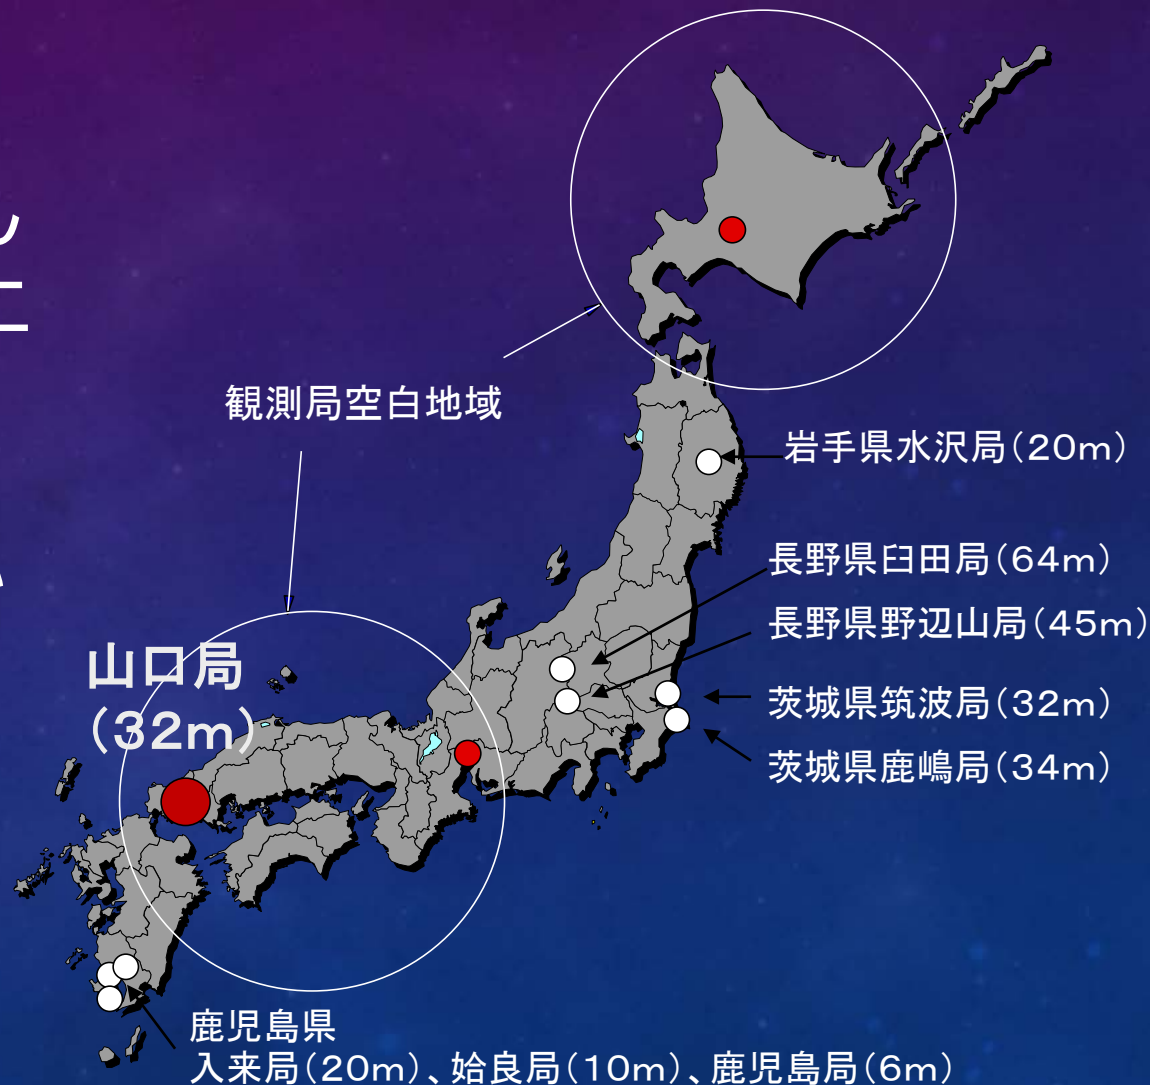 観測局空白地域
岩手県水沢局(20m)
長野県臼田局(64m)
長野県野辺山局(45m)
山口局
(32m)
茨城県筑波局(32m)
茨城県鹿嶋局(34m)
鹿児島県
入来局(20m)、姶良局(10m)、鹿児島局(6m)